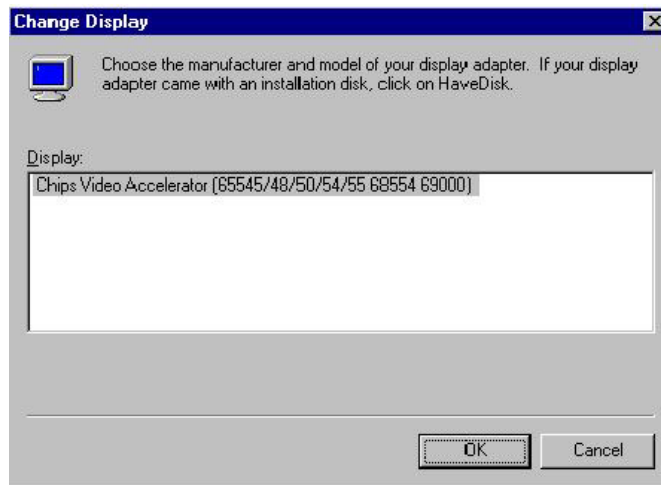 Change Display
Choose the manufacturer and model of your display adapter. If your display
adapter came with an installation disk, click on HaveDisk.
Display:
Chips Video Accelerator (65545/48/50/54/55 68554 69000)
OK
Cancel